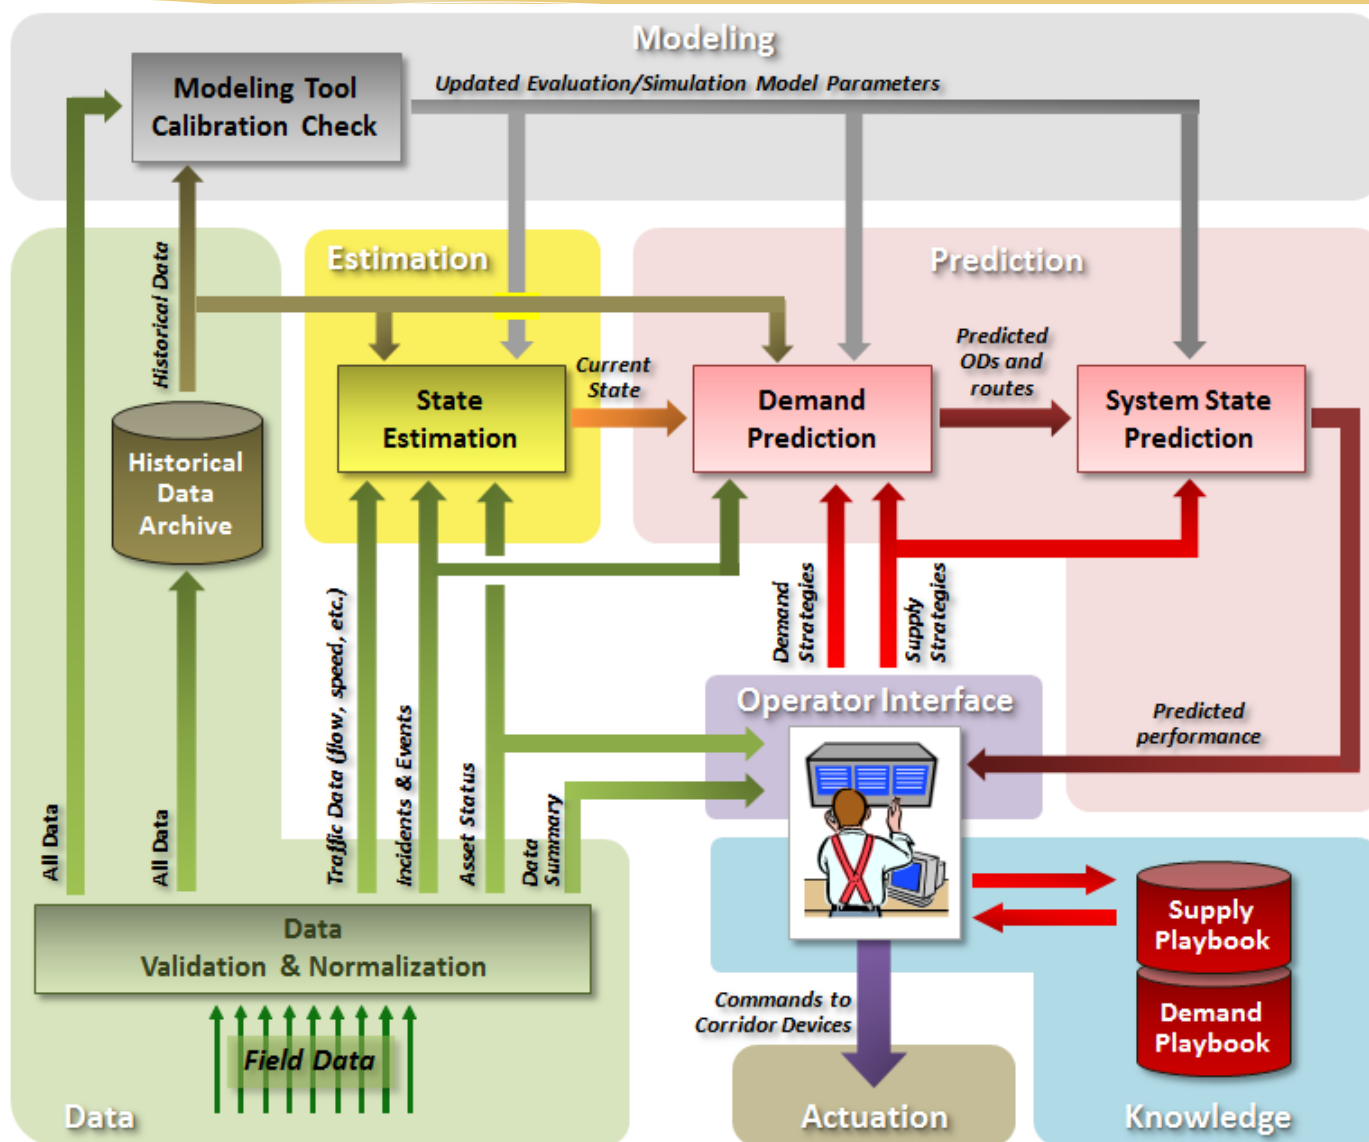 Modeling
Modeling Tool
Calibration Check
Updated Evaluation/Simulation Model Parameters
Historical Data
Estimation
Prediction
State
Estimation
Current
State
Demand
Prediction
Predicted
ODs and
routes
System State
Prediction
Historical
Data
Archive
All Data
All Data
Traffic Data (flow, speed, etc.)
Incidents & Events
Asset Status
Data
Summary
Demand
Strategies
Supply
Strategies
Operator Interface
Predicted
performance
Data
Validation & Normalization
Field Data
Data
Commands to
Corridor Devices
Actuation
Supply
Playbook
Demand
Playbook
Knowledge